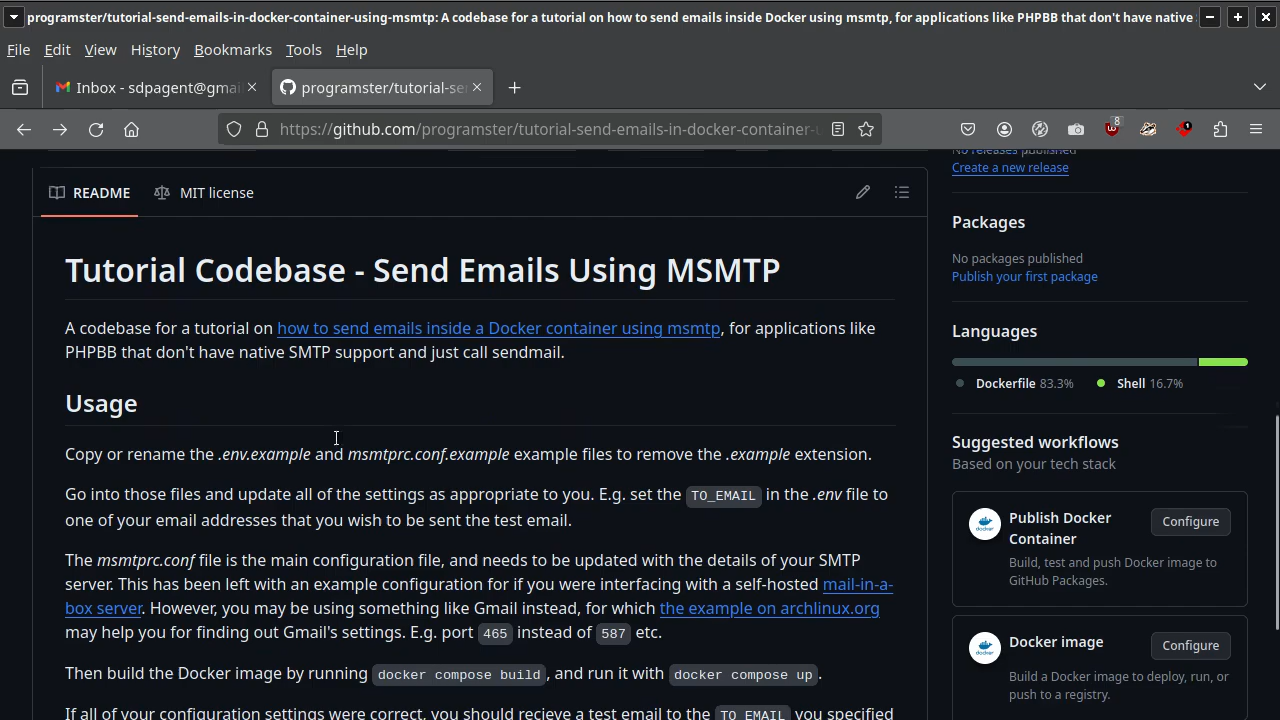 programster/tutorial-send-emails-in-docker-container-using-msmtp: A codebase for a tutorial on how to send emails inside Docker using msmtp, for applications like PHPBB that don't have native
File Edit View History Bookmarks Tools Help
Inbox - sdpagent@gmai
programster/tutorial-se
https://github.com/programster/tutorial-send-emails-in-docker-container-
8
1
README
MIT license
Tutorial Codebase - Send Emails Using MSMTP
A codebase for a tutorial on how to send emails inside a Docker container using msmtp, for applications like
PHPBB that don't have native SMTP support and just call sendmail.
Usage
Copy or rename the .env.example and msmtprc.conf.example example files to remove the .example extension.
Go into those files and update all of the settings as appropriate to you. E.g. set the TO_EMAIL in the .env file to
one of your email addresses that you wish to be sent the test email.
The msmtprc.conf file is the main configuration file, and needs to be updated with the details of your SMTP
server. This has been left with an example configuration for if you were interfacing with a self-hosted mail-in-a-
box server. However, you may be using something like Gmail instead, for which the example on archlinux.org
may help you for finding out Gmail's settings. E.g. port 465 instead of 587 etc.
Then build the Docker image by running docker compose build, and run it with docker compose up.
If all of your configuration settings were correct, you should recieve a test email to the TO_EMAIL you specified
No releases published
Create a new release
Packages
No packages published
Publish your first package
Languages
Dockerfile 83.3%
Shell 16.7%
Suggested workflows
Based on your tech stack
Publish Docker
Container
Configure
Build, test and push Docker image to
GitHub Packages.
Docker image
Configure
Build a Docker image to deploy, run, or
push to a registry.